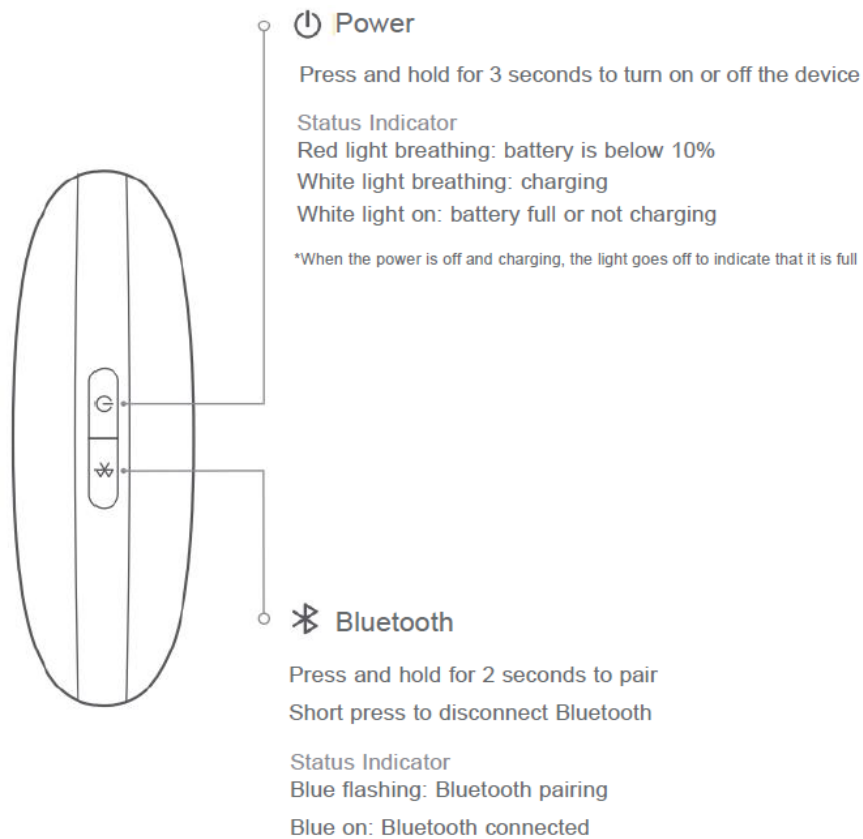 Power
Press and hold for 3 seconds to turn on or off the device
Status Indicator
Red light breathing: battery is below 10%
White light breathing: charging
White light on: battery full or not charging
*When the power is off and charging, the light goes off to indicate that it is full
Bluetooth
Press and hold for 2 seconds to pair
Short press to disconnect Bluetooth
Status Indicator
Blue flashing: Bluetooth pairing
Blue on: Bluetooth connected